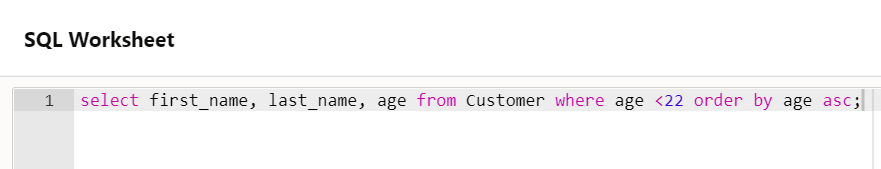 SQL Worksheet
1 select first_name, last_name, age from Customer where age <22 order by age asc;